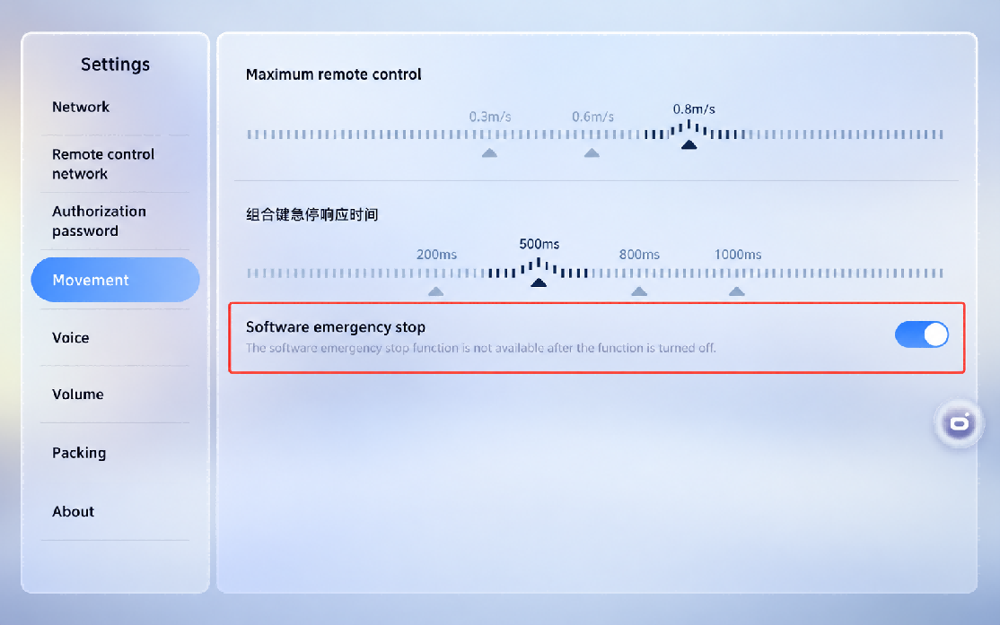 Settings
Network
Remote control
network
Authorization
password
Movement
Voice
Volume
Packing
About
Maximum remote control
0.3m/s
0.6m/s
0.8m/s
组合键急停响应时间
200ms
500ms
800ms
1000ms
Software emergency stop
The software emergency stop function is not available after the function is turned off.